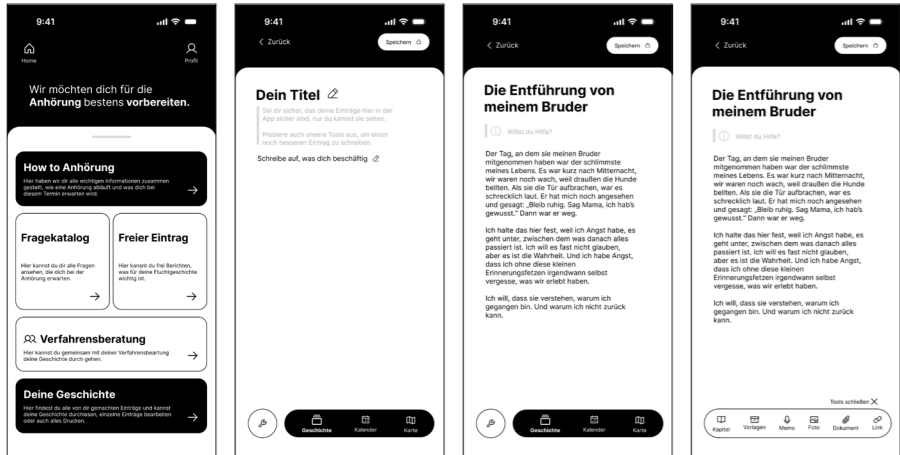 9:41
Home
Profil
Wir möchten dich für die
Anhörung bestens vorbereiten.
How to Anhörung
Hier haben wir dir alle wichtigen Informationen zusammen
gestellt, wie eine Anhörung abläuft und was dich bei
diesem Termin erwarten wird.
Fragekatalog
Hier kannst du dir alle Fragen
ansehen, die dich bei der
Anhörung erwarten.
Freier Eintrag
Hier kanant du frei Berichten,
was für deine Fluchtgeschichte
wichtig ist.
Verfahrensberatung
Hier kannst du gemeinsam mit deiner Verfahrensbeartung
deine Geschichte durch gehen.
Deine Geschichte
Hier findest du alle von dir gemachten Einträge und kannst
deine Geschichte durchlesen, einzelne Einträge bearbeiten
oder auch alles Drucken.
9:41
Zurück
Speichern
Dein Titel
Sei dir sicher, das deine Einträge hier in der
App sicher sind, nur du kannst sie sehen.
Probiere auch unsere Tools aus, um einen
noch besseren Eintrag zu schreiben.
Schreibe auf, was dich beschäftig
Geschichte
Kalender
Karte
9:41
Zurück
Speichern
Die Entführung von
meinem Bruder
Willst du Hilfe?
Der Tag, an dem sie meinen Bruder
mitgenommen haben war der schlimmste
meines Lebens. Es war kurz nach Mitternacht,
wir waren noch wach, weil draußen die Hunde
bellten. Als sie die Tür aufbrachen, war es
schrecklich laut. Er hat mich noch angesehen
und gesagt: „Bleib ruhig. Sag Mama, ich hab's
gewusst.“ Dann war er weg.
Ich halte das hier fest, weil ich Angst habe, es
geht unter, zwischen dem was danach alles
passiert ist. Ich will es fast nicht glauben,
aber es ist die Wahrheit. Und ich habe Angst,
dass ich ohne diese kleinen
Erinnerungsfetzen irgendwann selbst
vergesse, was wir erlebt haben.
Ich will, dass sie verstehen, warum ich
gegangen bin. Und warum ich nicht zurück
kann.
Geschichte
Kalender
Karte
9:41
Zurück
Speichern
Die Entführung von
meinem Bruder
Willst du Hilfe?
Der Tag, an dem sie meinen Bruder
mitgenommen haben war der schlimmste
meines Lebens. Es war kurz nach Mitternacht,
wir waren noch wach, weil draußen die Hunde
bellten. Als sie die Tür aufbrachen, war es
schrecklich laut. Er hat mich noch angesehen
und gesagt: „Bleib ruhig. Sag Mama, ich hab's
gewusst.“ Dann war er weg.
Ich halte das hier fest, weil ich Angst habe, es
geht unter, zwischen dem was danach alles
passiert ist. Ich will es fast nicht glauben,
aber es ist die Wahrheit. Und ich habe Angst,
dass ich ohne diese kleinen
Erinnerungsfetzen irgendwann selbst
vergesse, was wir erlebt haben.
Ich will, dass sie verstehen, warum ich
gegangen bin. Und warum ich nicht zurück
kann.
Tools schließen
Kapitel
Vorlagen
Memo
Foto
Dokument
Link